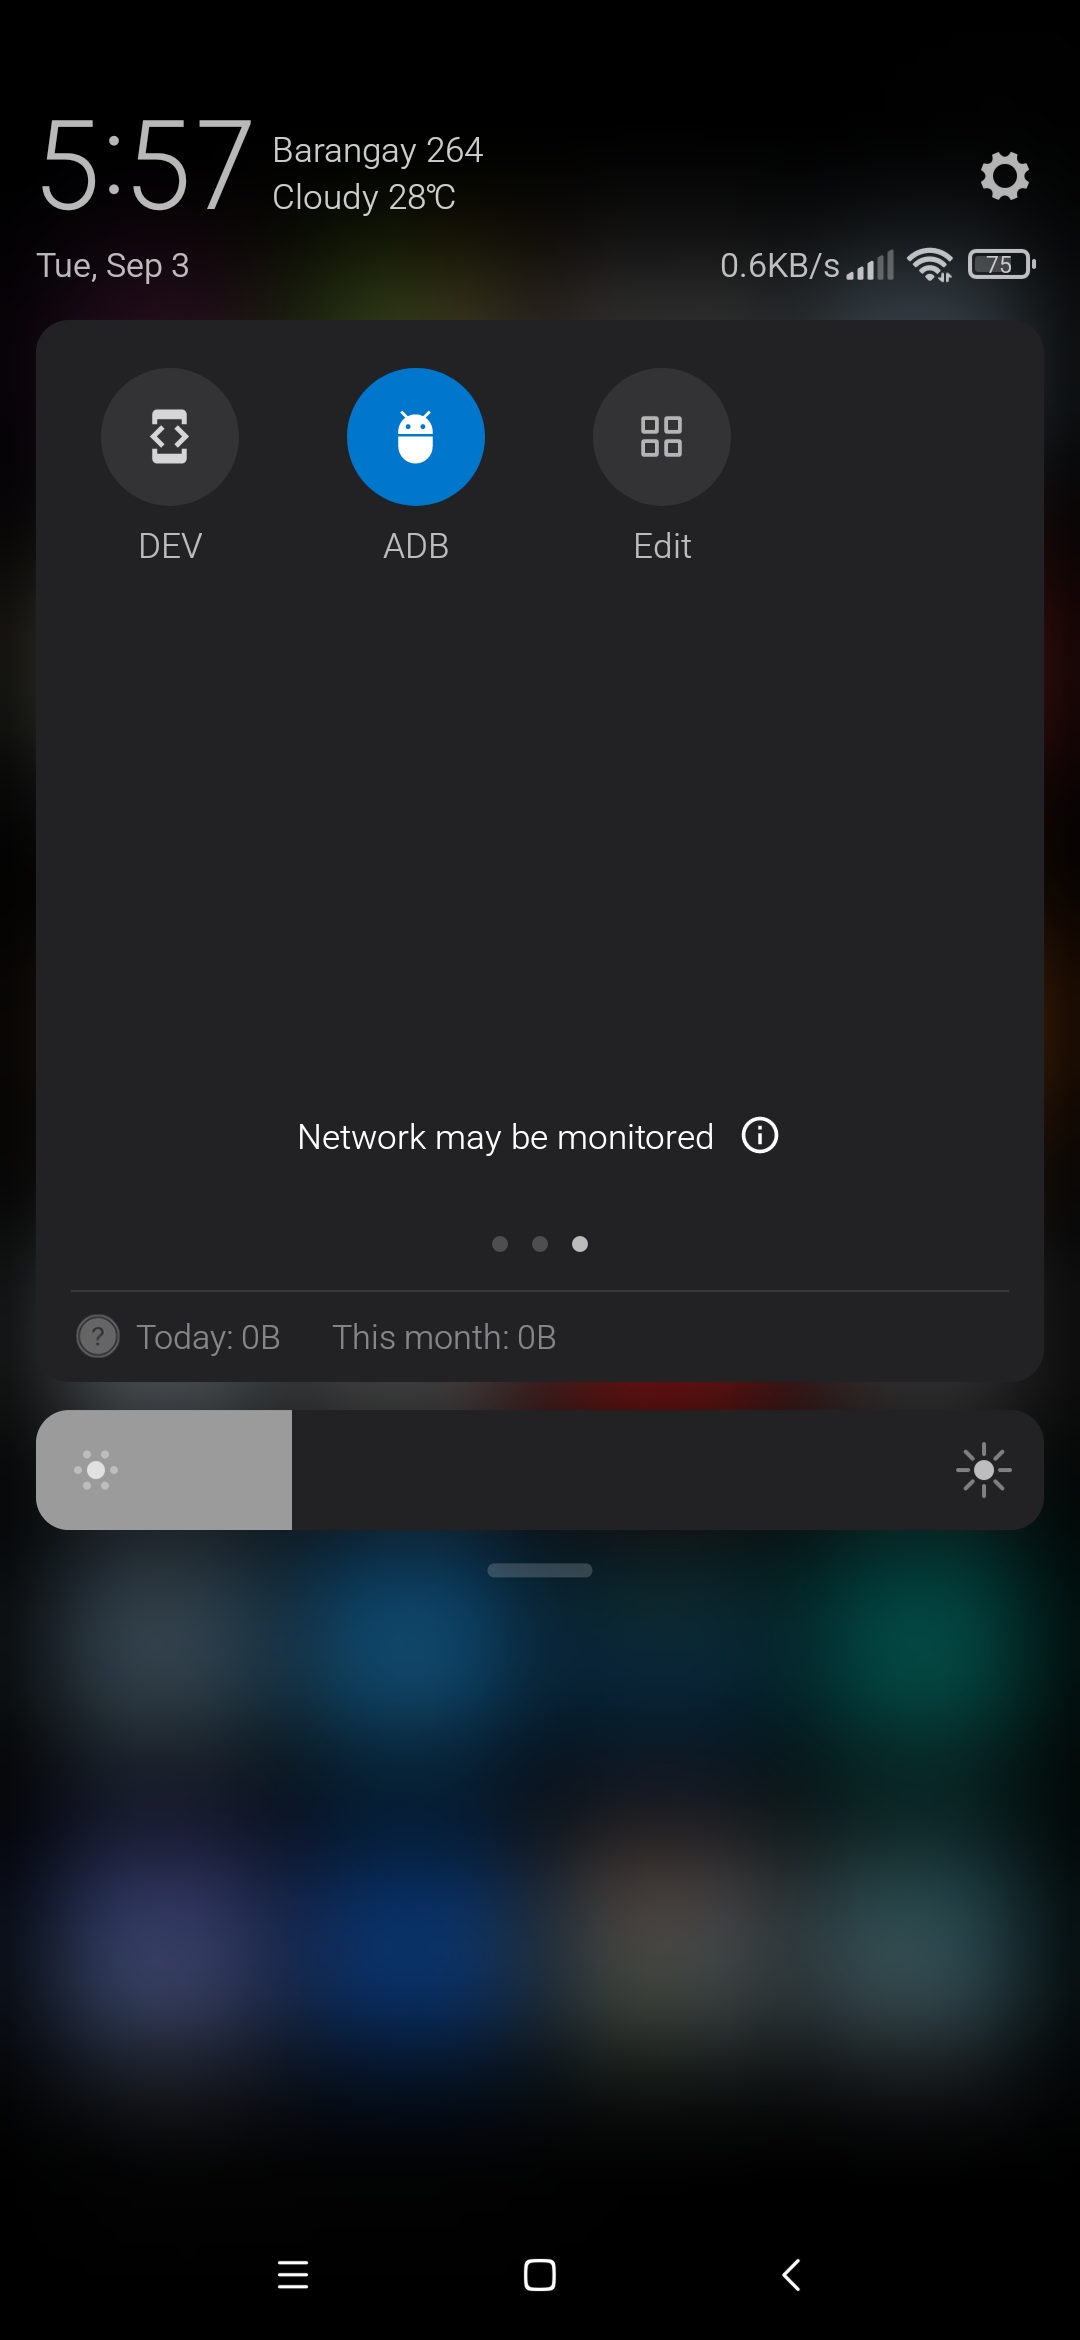 5:57
Barangay 264
Cloudy 28℃
Tue, Sep 3
0.6KB/s
75
DEV
ADB
Edit
Network may be monitored
? Today: 0B This month: 0B